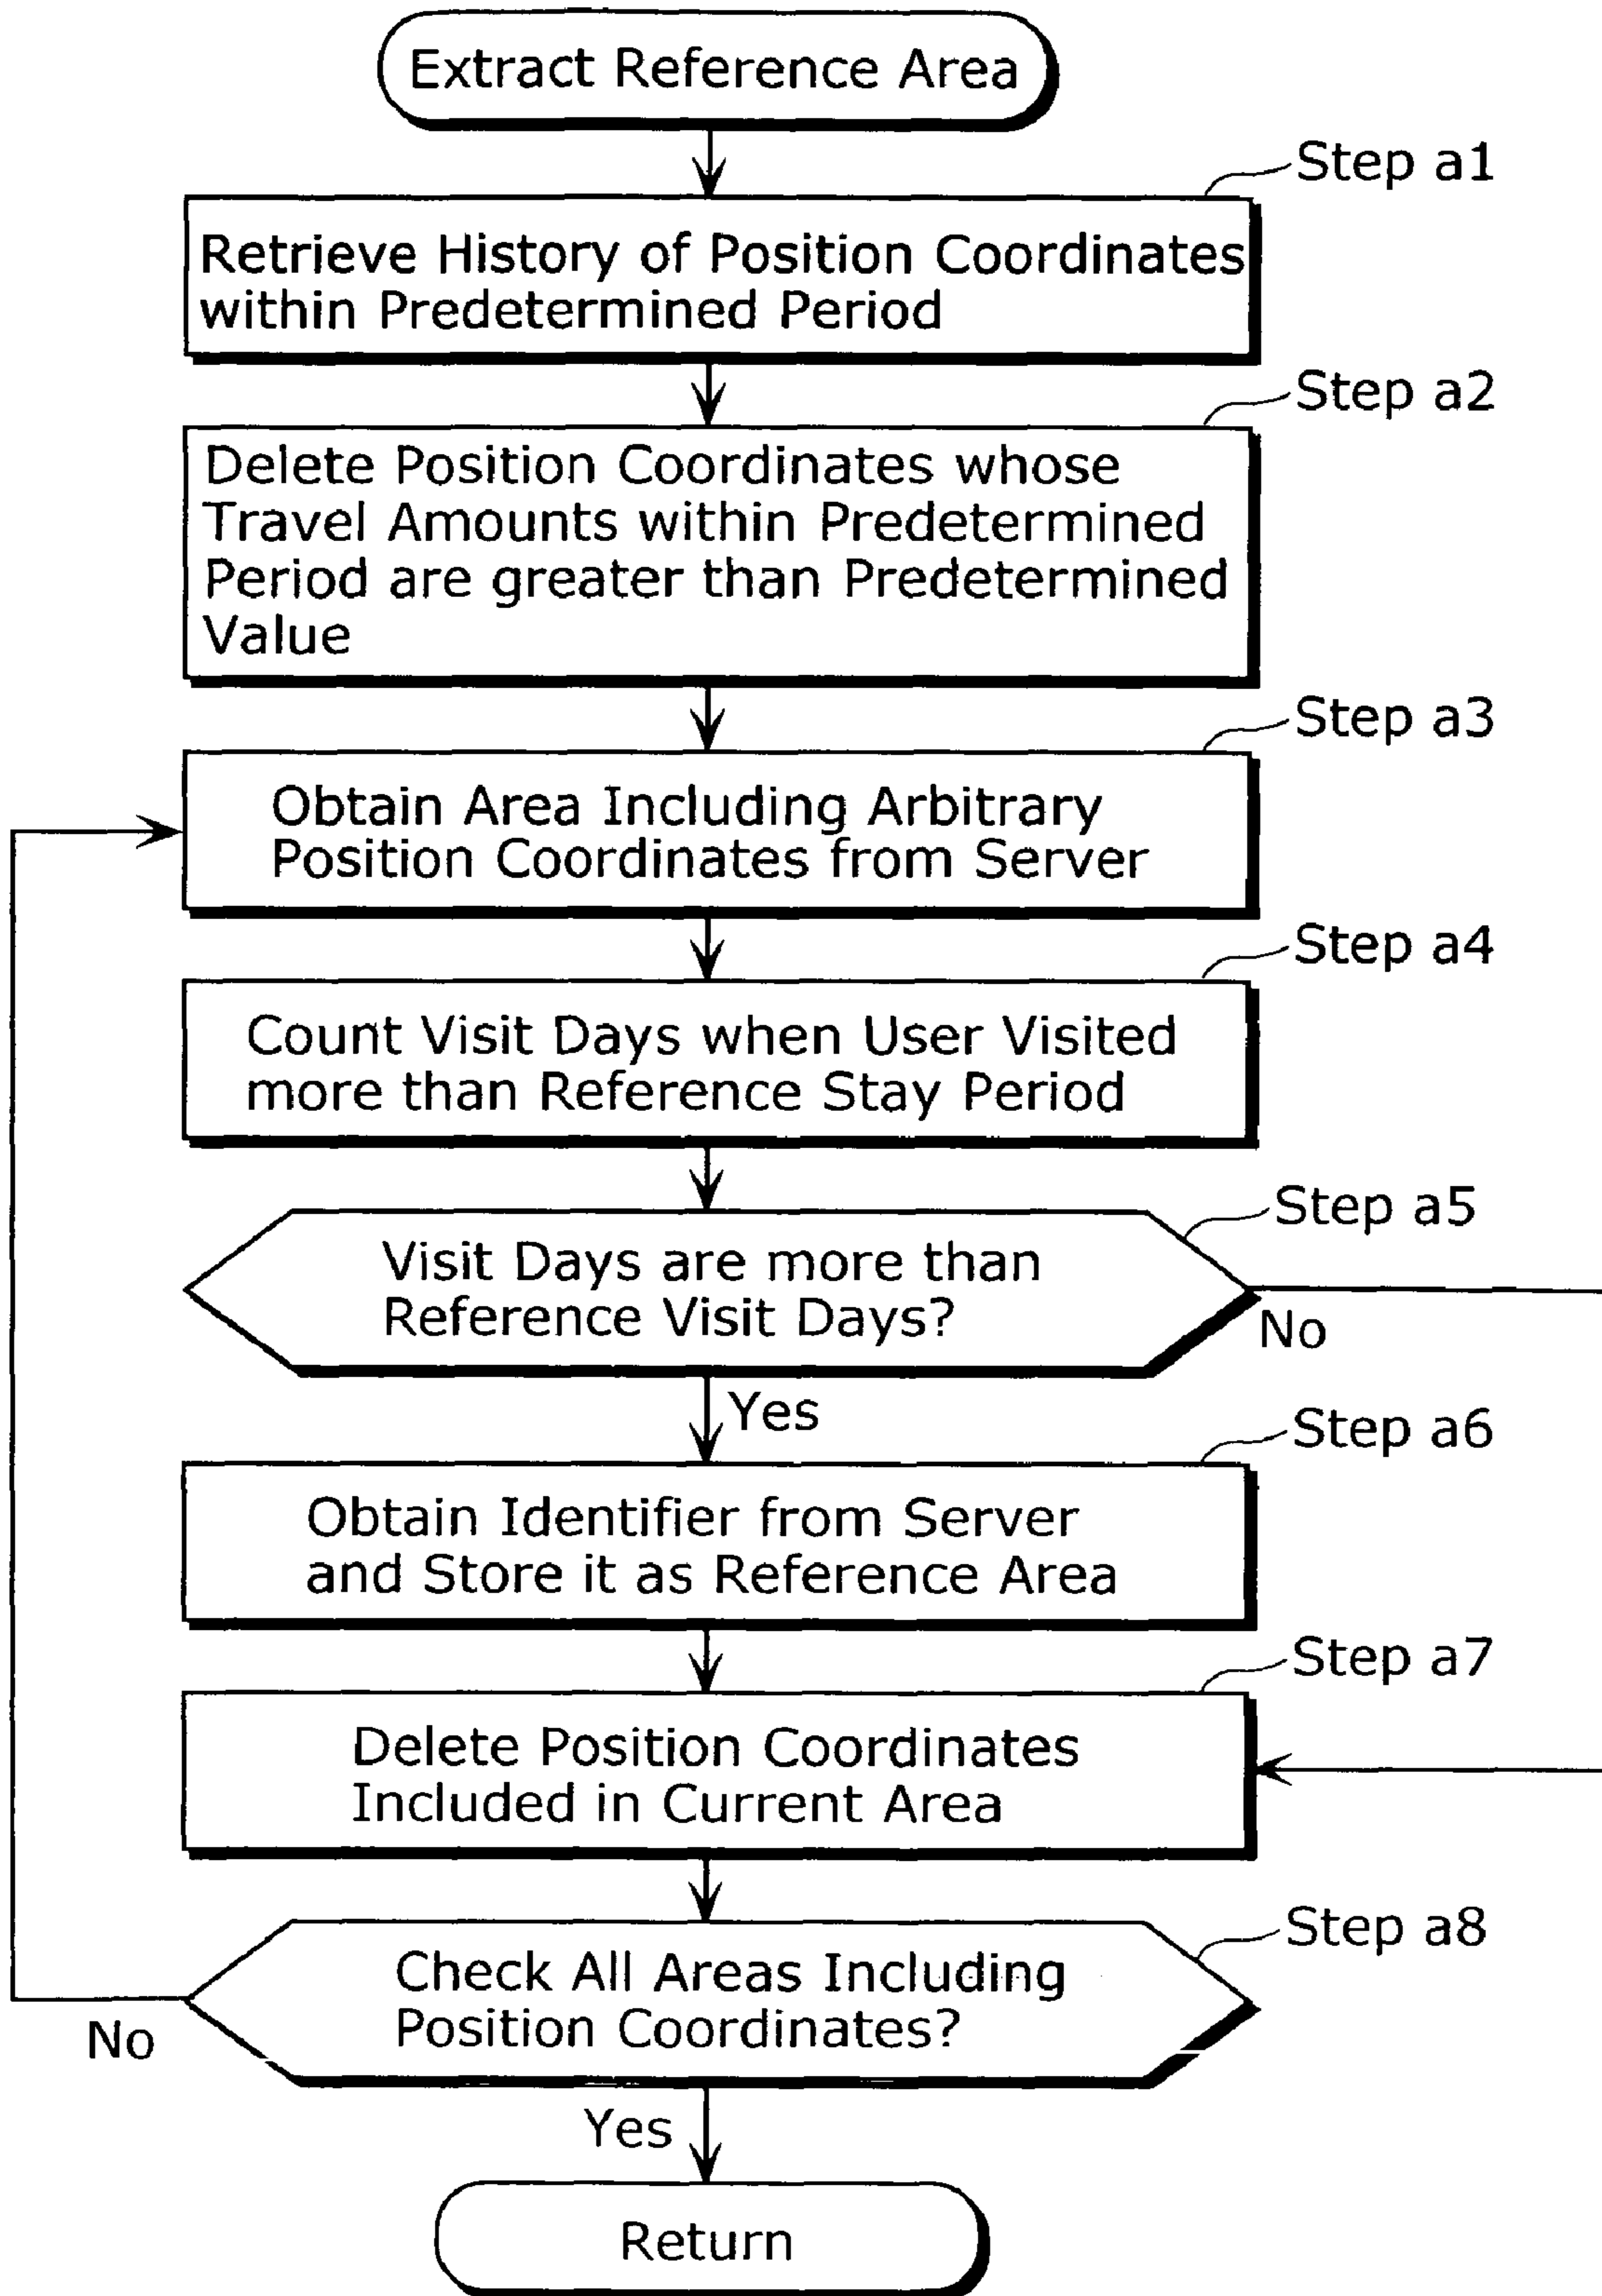 Extract Reference Area
Step a1
Retrieve History of Position Coordinates
within Predetermined Period
Step a2
Delete Position Coordinates whose
Travel Amounts within Predetermined
Period are greater than Predetermined
Value
Step a3
Obtain Area Including Arbitrary
Position Coordinates from Server
Step a4
Count Visit Days when User Visited
more than Reference Stay Period
Step a5
Visit Days are more than
Reference Visit Days?
No
Yes
Step a6
Obtain Identifier from Server
and Store it as Reference Area
Step a7
Delete Position Coordinates
Included in Current Area
Step a8
Check All Areas Including
Position Coordinates?
No
Yes
Return